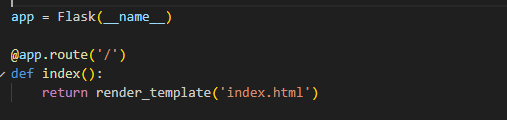 app = Flask(__name__)
@app.route('/')
def index():
    return render_template('index.html')